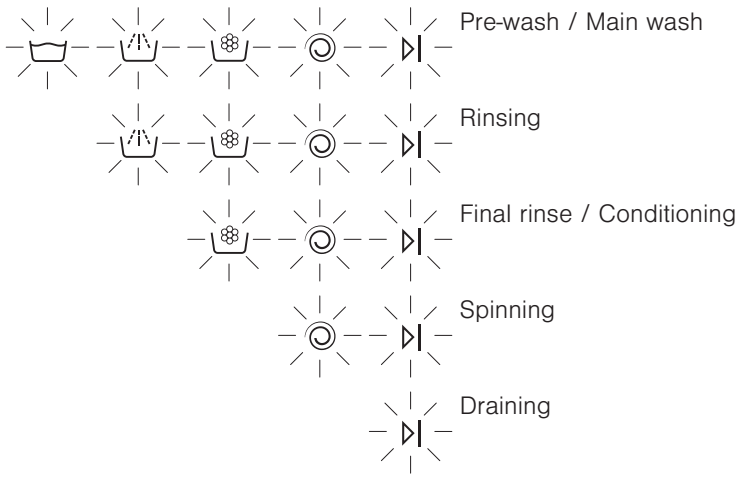 Pre-wash / Main wash
Rinsing
Final rinse / Conditioning
Spinning
Draining